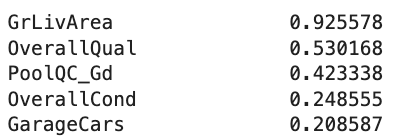 GrLivArea 0.925578
OverallQual 0.530168
PoolQC_Gd 0.423338
OverallCond 0.248555
GarageCars 0.208587